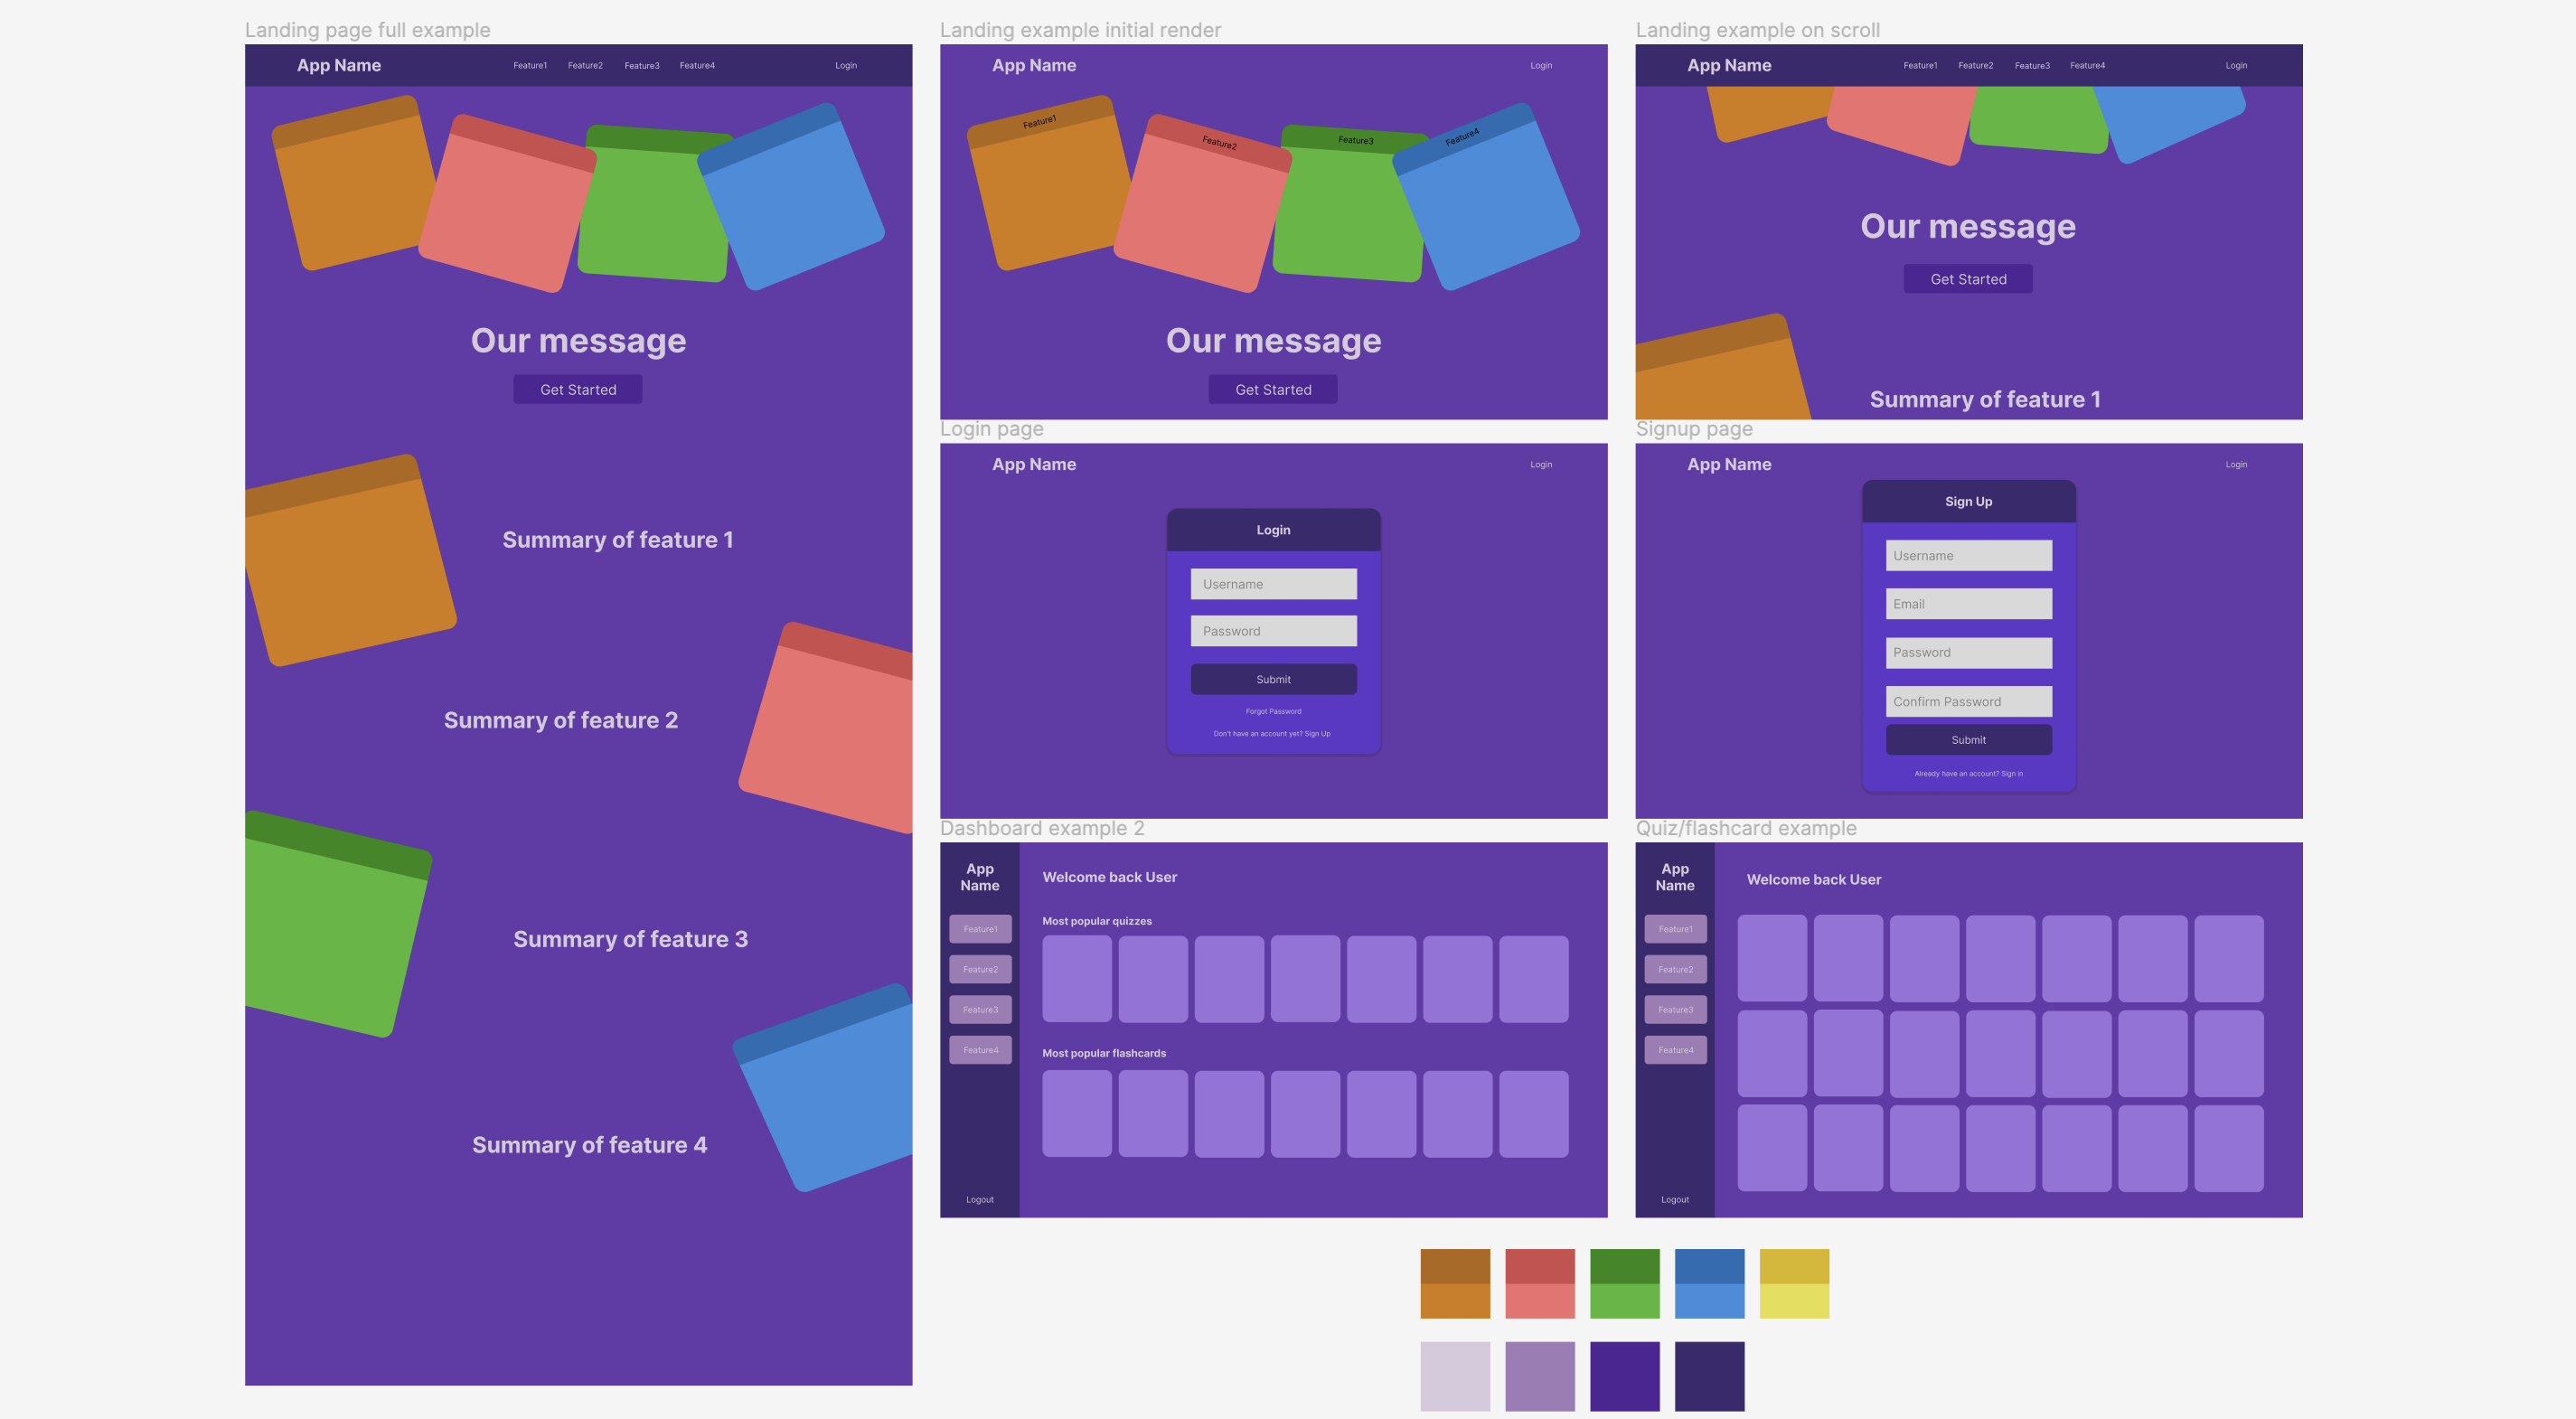 Landing page full example
App Name
Feature1
Feature2
Feature3
Feature4
Login
Our message
Get Started
Summary of feature 1
Summary of feature 2
Summary of feature 3
Summary of feature 4
Landing example initial render
App Name
Login
Feature1
Feature2
Feature3
Feature4
Our message
Get Started
Landing example on scroll
App Name
Feature1
Feature2
Feature3
Feature4
Login
Our message
Get Started
Summary of feature 1
Login page
App Name
Login
Login
Username
Password
Submit
Forgot Password
Don't have an account yet? Sign Up
Signup page
App Name
Login
Sign Up
Username
Email
Password
Confirm Password
Submit
Already have an account? Sign in
Dashboard example 2
App
Name
Feature1
Feature2
Feature3
Feature4
Logout
Welcome back User
Most popular quizzes
Most popular flashcards
Quiz/flashcard example
App
Name
Feature1
Feature2
Feature3
Feature4
Logout
Welcome back User